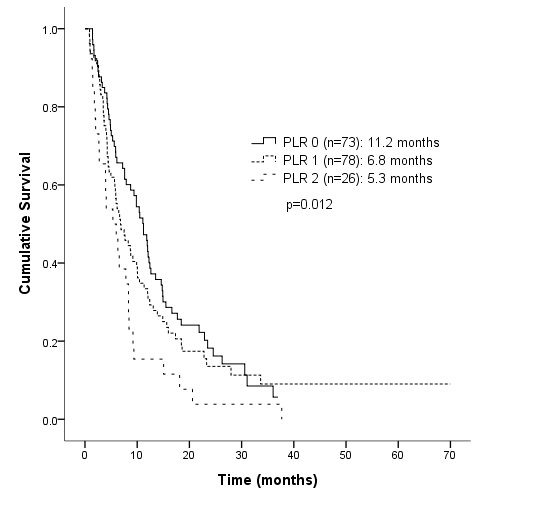 1.0
0.8
0.6
0.4
0.2
0.0
Cumulative Survival
PLR 0 (n=73): 11.2 months
PLR 1 (n=78): 6.8 months
PLR 2 (n=26): 5.3 months
p=0.012
0 10 20 30 40 50 60 70
Time (months)